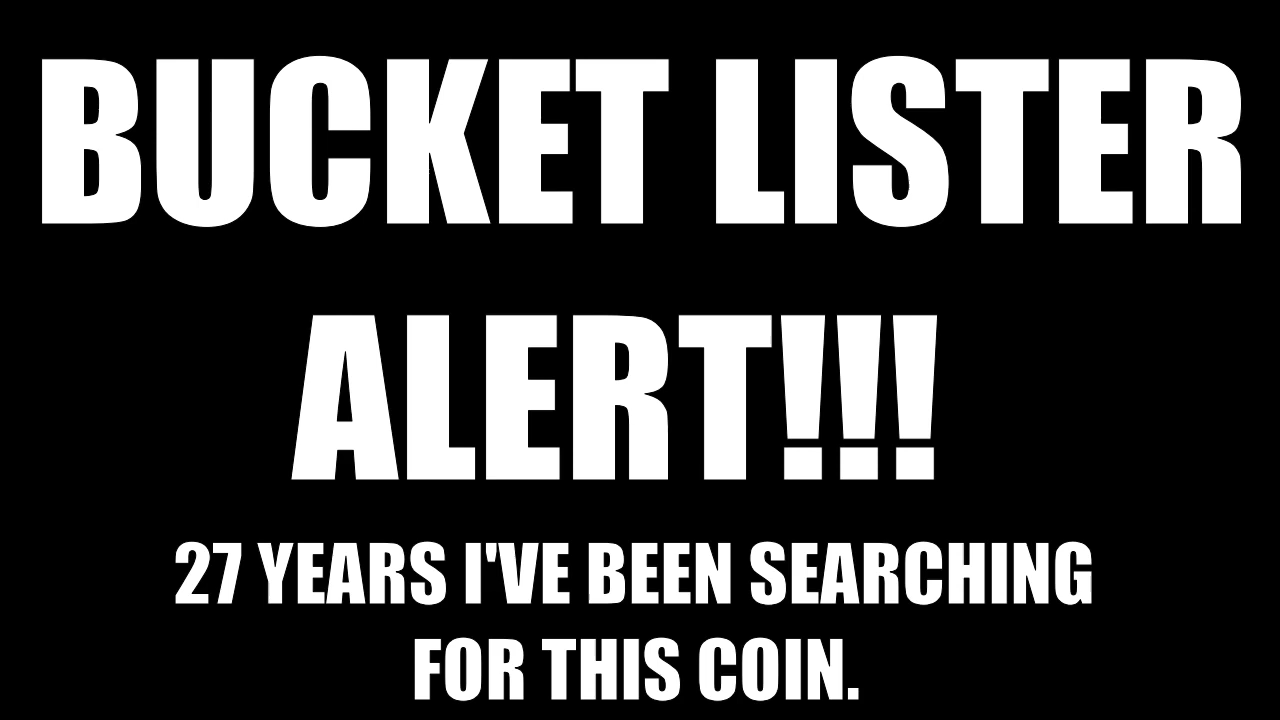 BUCKET LISTER
ALERT!!!
27 YEARS I'VE BEEN SEARCHING
FOR THIS COIN.